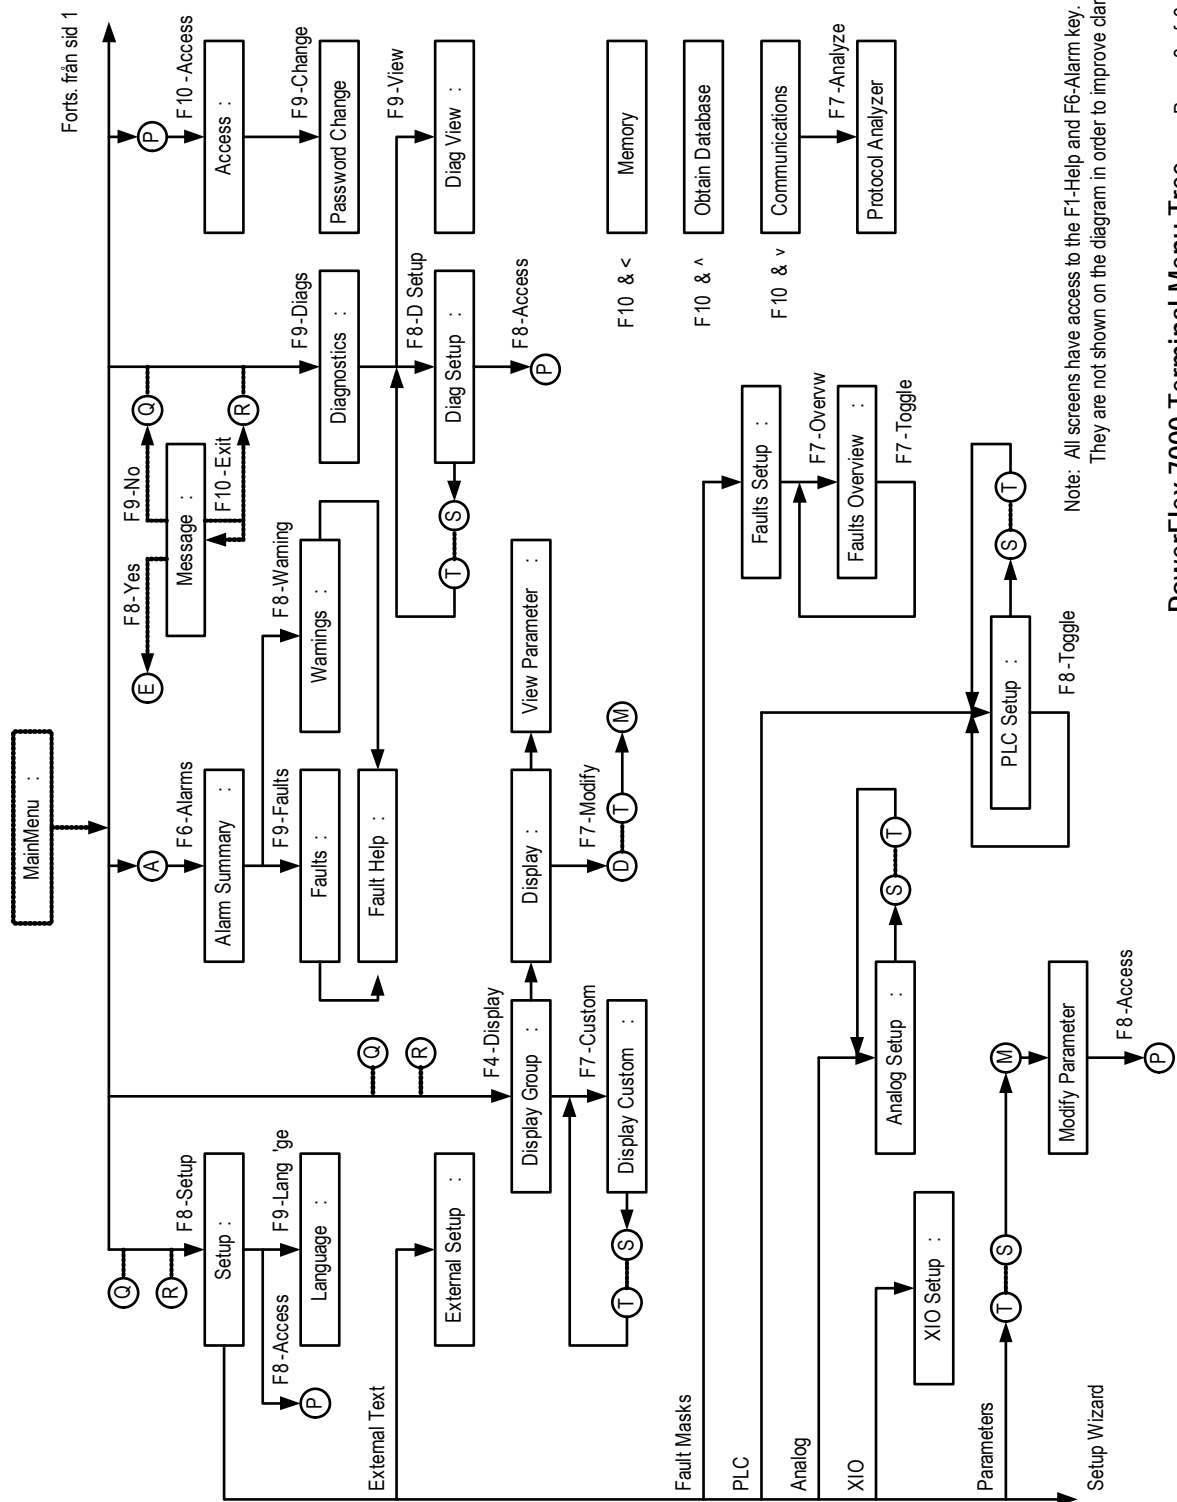 Forts. från sid 1
MainMenu :
Q
R
F8-Setup
Setup :
F8-Access
P
F9-Lang 'ge
Language :
External Text
External Setup :
Q
R
F4-Display
Display Group :
F7-Custom
Display Custom :
S
T
Display :
View Parameter :
F7-Modify
D
T
M
A
F6-Alarms
Alarm Summary :
F9-Faults
Faults :
Fault Help :
F8-Warning
Warnings :
F8-Yes
E
Message :
F9-No
Q
F10-Exit
R
F9-Diags
Diagnostics :
F8-D Setup
Diag Setup :
F8-Access
P
S
T
F9-View
Diag View :
P
F10-Access
Access :
F9-Change
Password Change
F10 & <
Memory
F10 & ^
Obtain Database
F10 & v
Communications
F7-Analyze
Protocol Analyzer
Fault Masks
Faults Setup :
F7-Overvw
Faults Overview :
F7-Toggle
PLC
PLC Setup :
S
T
F8-Toggle
Analog
Analog Setup :
S
T
XIO
XIO Setup :
Parameters
T
S
M
Modify Parameter
F8-Access
P
Setup Wizard
Note: All screens have access to the F1-Help and F6-Alarm key.
They are not shown on the diagram in order to improve